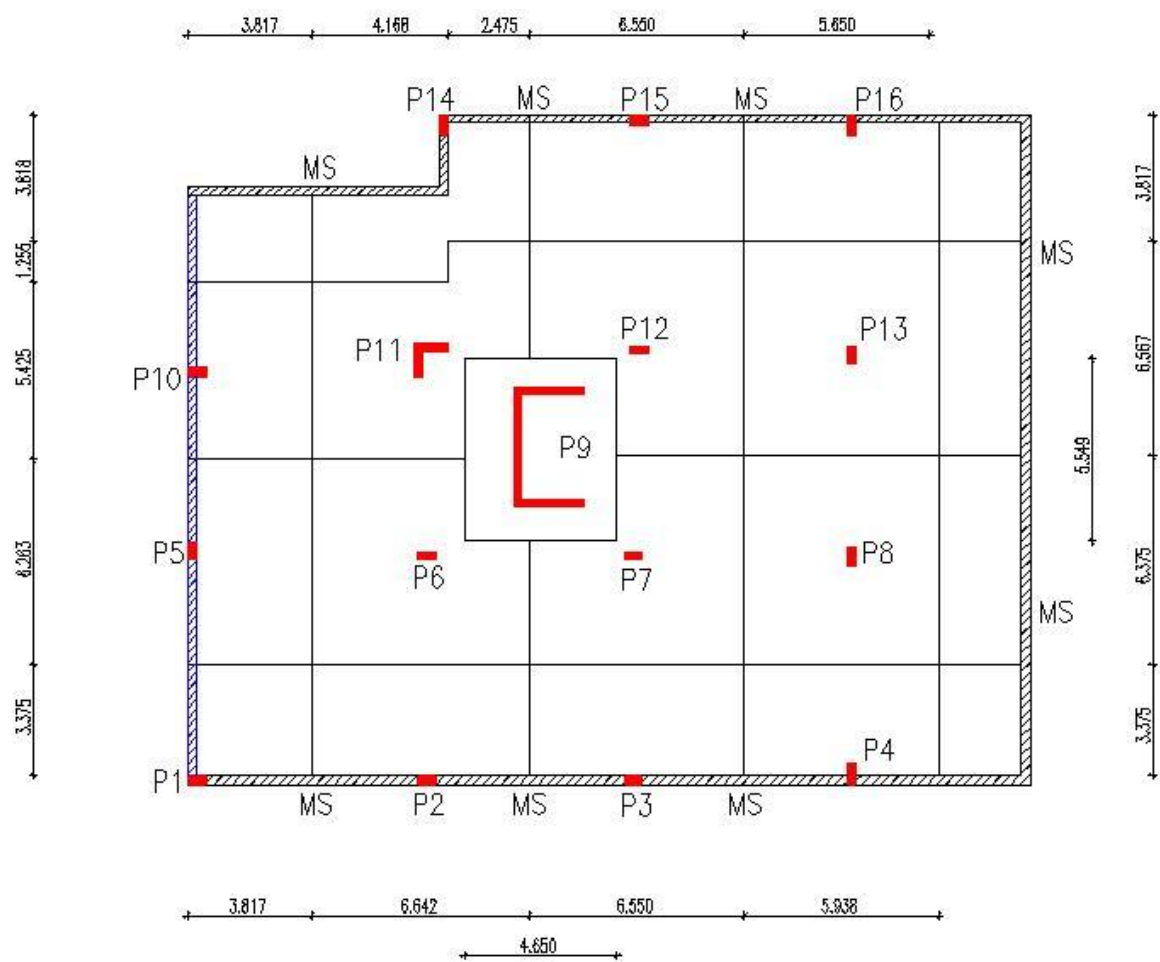 3.817 4.168 2.475 6.550 5.650
P14 MS P15 MS P16
MS
3.618
3.817
1.255
MS
P12 P13
P11
5.425
6.667
P10
P9
5.549
P5 P8
P6 P7
6.263
6.375
MS
3.375
3.375
P4
P1
MS P2 MS P3 MS
3.817 6.642 6.550 5.938
4.650